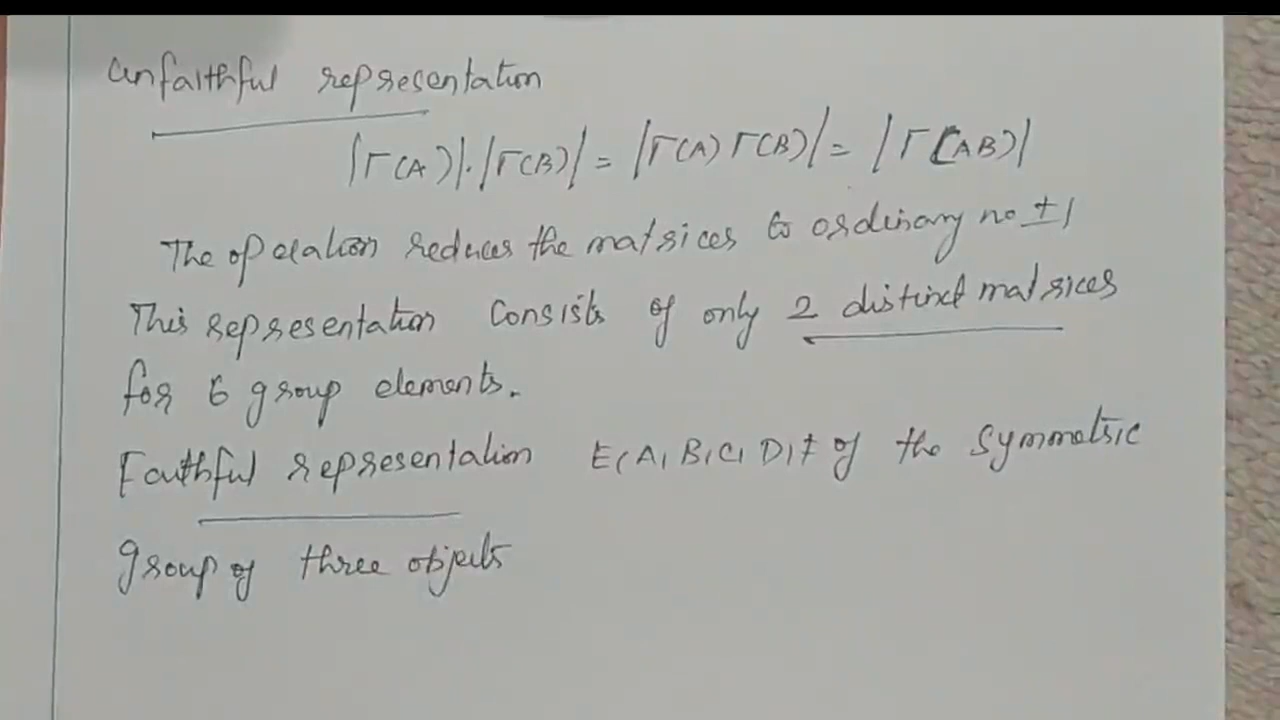 Unfaithful representation
|Γ(A)|.|Γ(B)| = |Γ(A) Γ(B)| = |Γ(AB)|
The operation reduces the matrices to ordinary no ±1
This representation consists of only 2 distinct matrices
for 6 group elements.
Faithful representation E, A, B, C, D, F of the symmetric
group of three objects